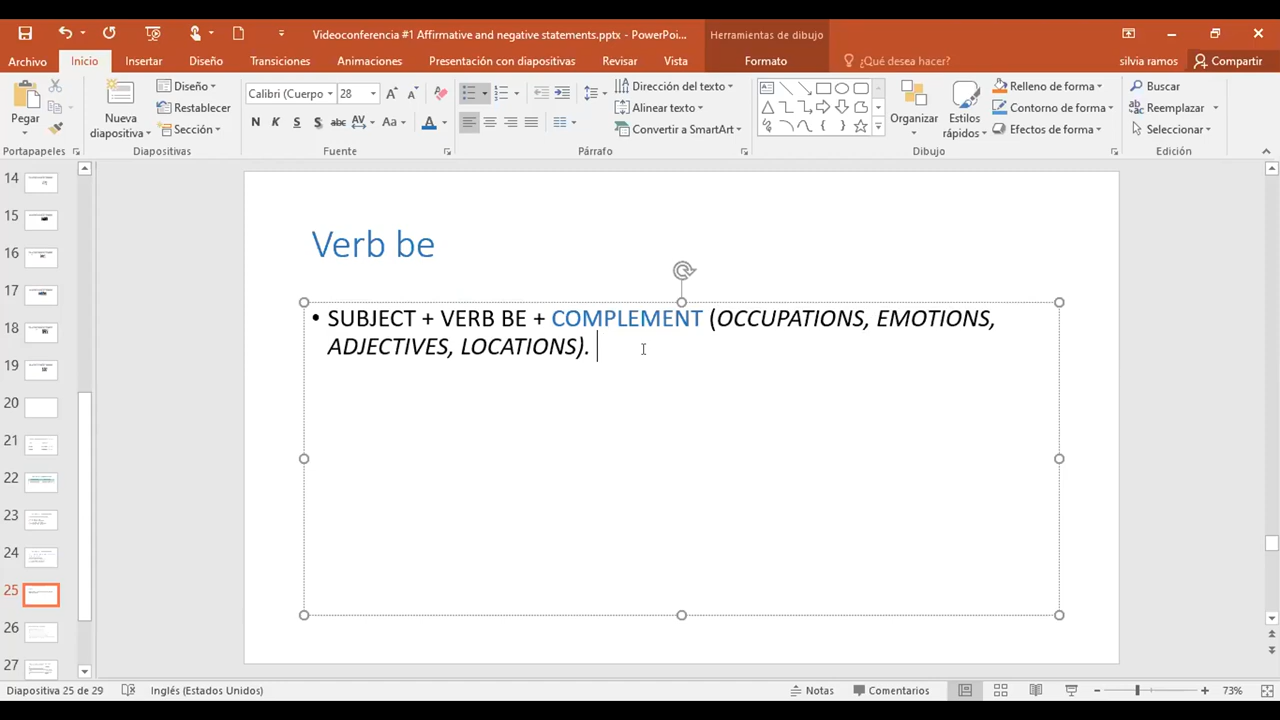 Videoconferencia #1 Affirmative and negative statements.pptx - PowerPoi...
Herramientas de dibujo
Archivo
Inicio
Insertar
Diseño
Transiciones
Animaciones
Presentación con diapositivas
Revisar
Vista
Formato
¿Qué desea hacer?
silvia ramos
Compartir
Pegar
Nueva
diapositiva
Diseño
Restablecer
Sección
Calibri (Cuerpo)
28
N K S S abc AV Aa A
Dirección del texto
Alinear texto
Convertir a SmartArt
Organizar
Estilos
rápidos
Relleno de forma
Contorno de forma
Efectos de forma
Buscar
Reemplazar
Seleccionar
Portapapeles
Diapositivas
Fuente
Párrafo
Dibujo
Edición
14
15
16
17
18
19
20
21
22
23
24
25
26
27
Verb be
• SUBJECT + VERB BE + COMPLEMENT (OCCUPATIONS, EMOTIONS,
ADJECTIVES, LOCATIONS).
Diapositiva 25 de 29
Inglés (Estados Unidos)
Notas
Comentarios
73%